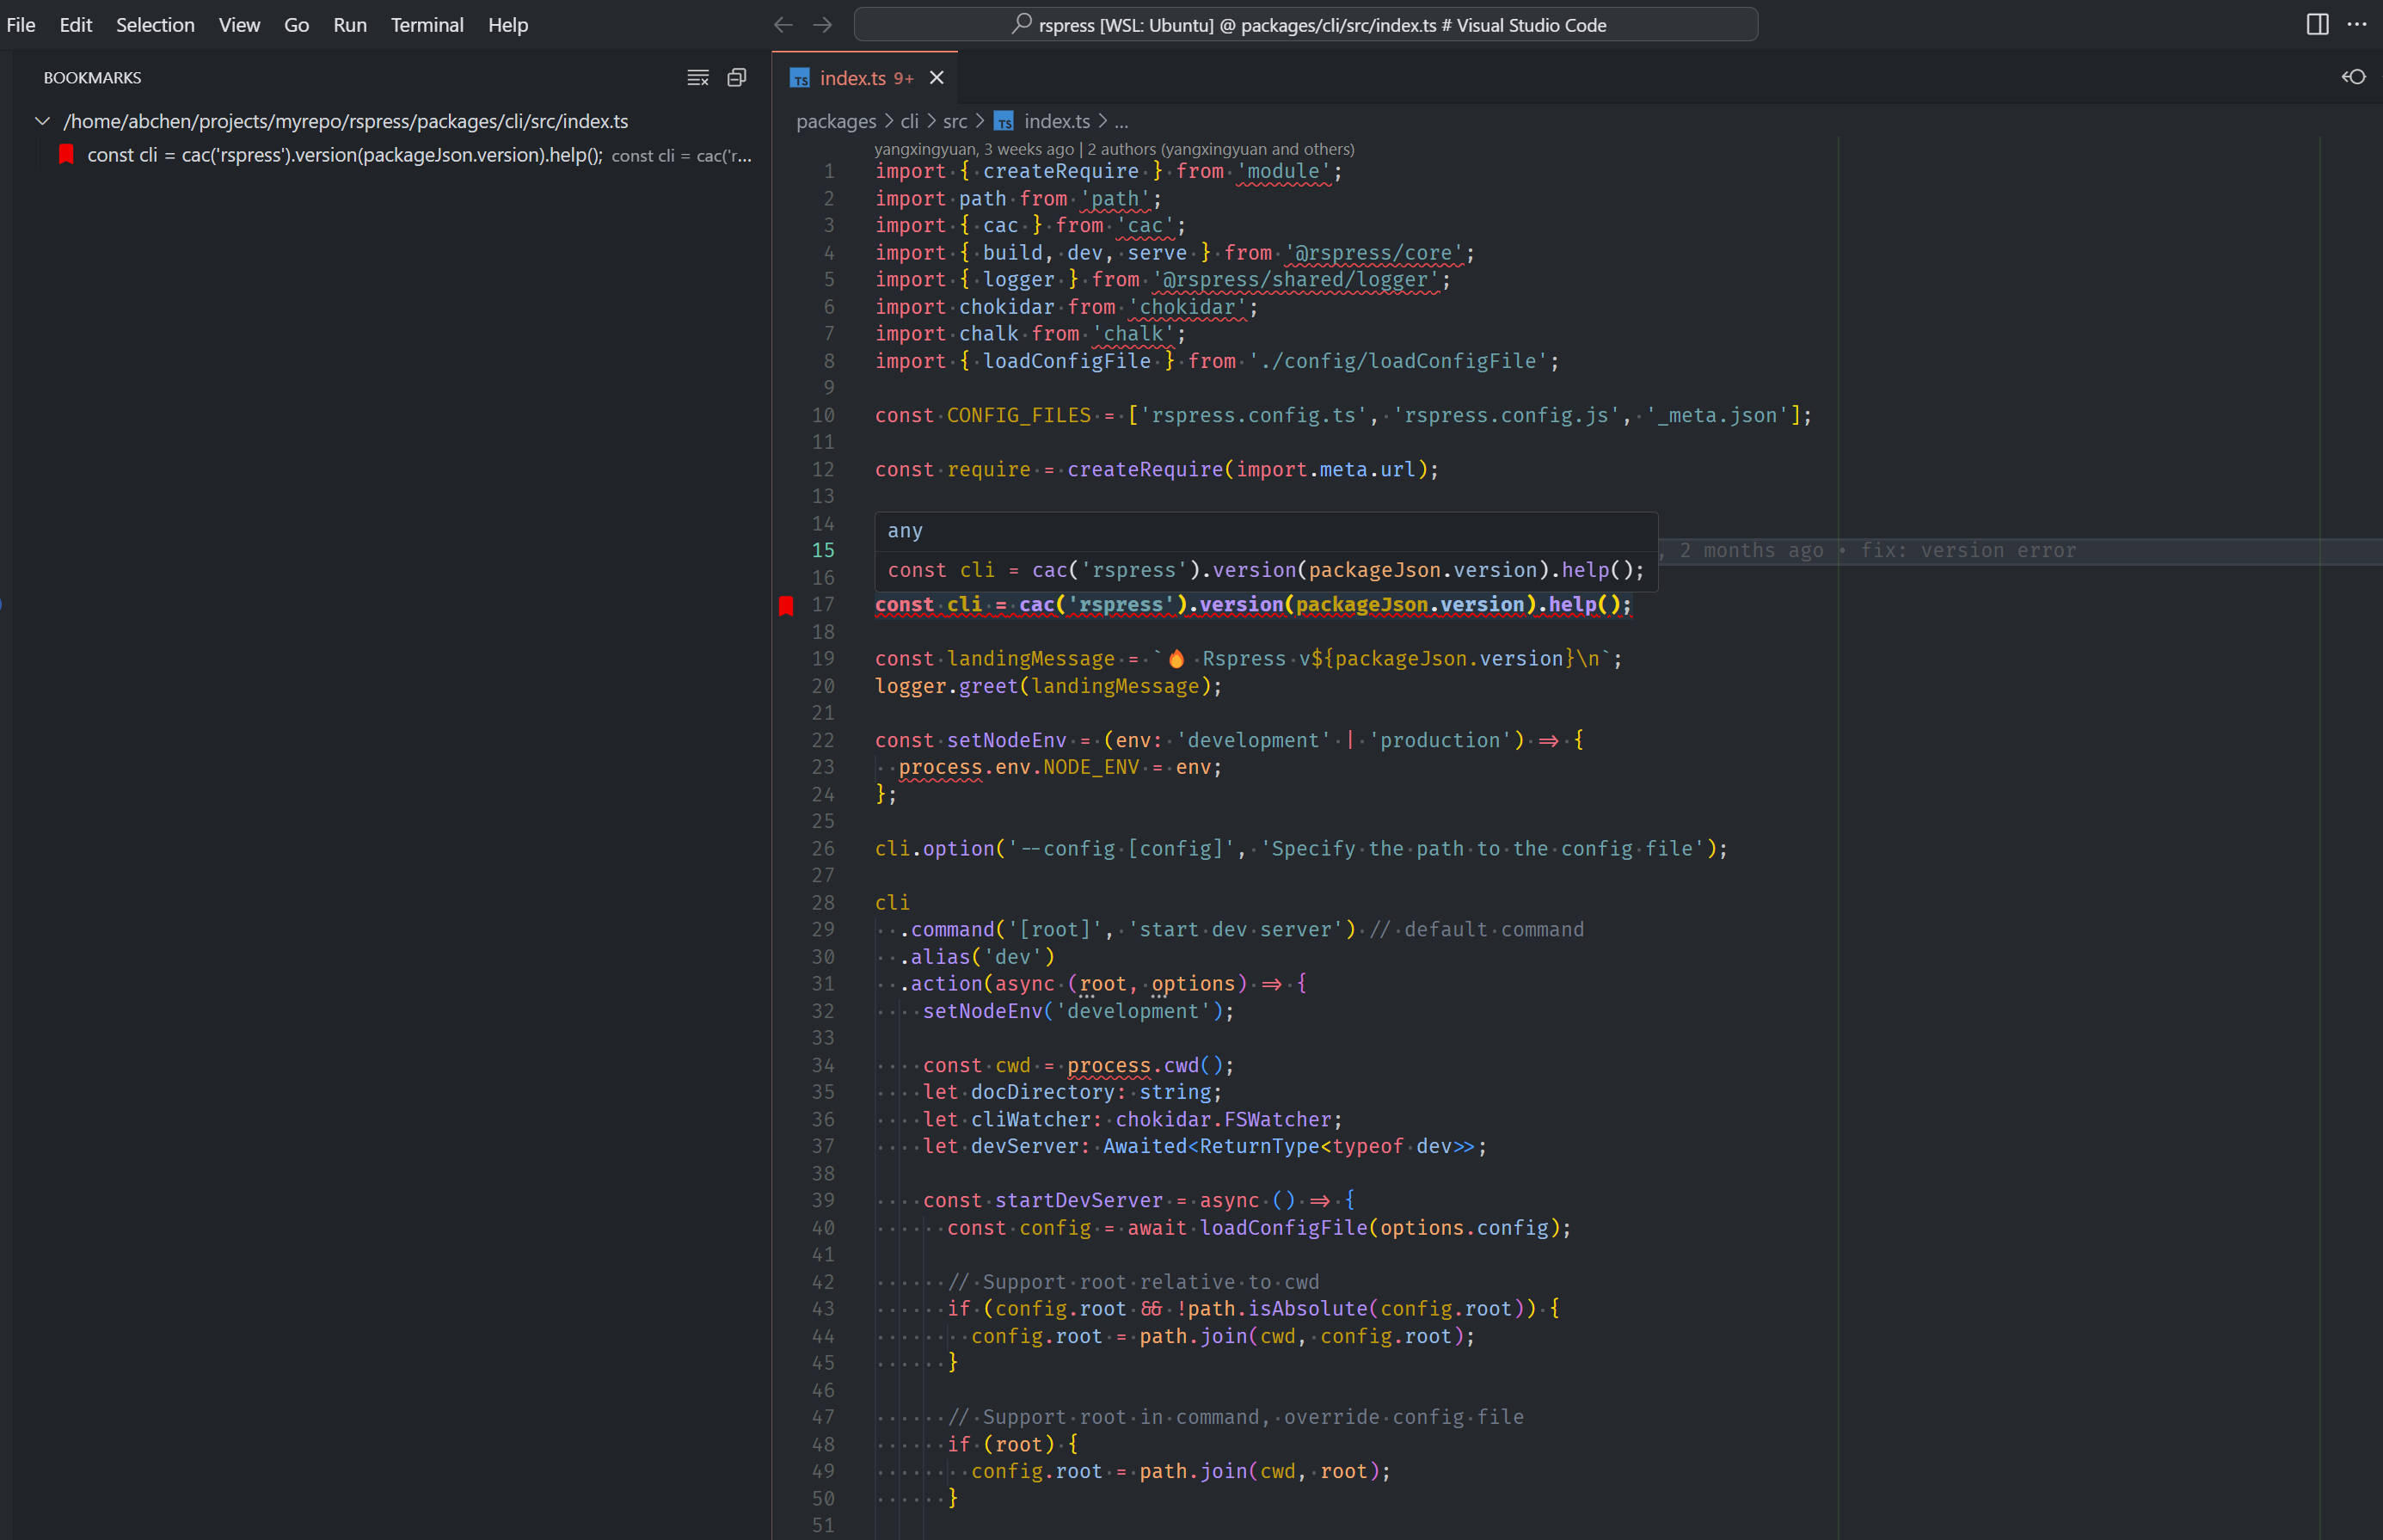 File Edit Selection View Go Run Terminal Help
rspress [WSL: Ubuntu] @ packages/cli/src/index.ts # Visual Studio Code
BOOKMARKS
/home/abchen/projects/myrepo/rspress/packages/cli/src/index.ts
const cli = cac('rspress').version(packageJson.version).help(); const cli = cac('r...
TS index.ts 9+
packages > cli > src > TS index.ts > ...
yangxingyuan, 3 weeks ago | 2 authors (yangxingyuan and others)
1 import { createRequire } from 'module';
2 import path from 'path';
3 import { cac } from 'cac';
4 import { build, dev, serve } from '@rspress/core';
5 import { logger } from '@rspress/shared/logger';
6 import chokidar from 'chokidar';
7 import chalk from 'chalk';
8 import { loadConfigFile } from './config/loadConfigFile';
9
10 const CONFIG_FILES = ['rspress.config.ts', 'rspress.config.js', '_meta.json'];
11
12 const require = createRequire(import.meta.url);
13
14
any
15 , 2 months ago • fix: version error
16
const cli = cac('rspress').version(packageJson.version).help();
17 const cli = cac('rspress').version(packageJson.version).help();
18
19 const landingMessage = `🔥 Rspress v${packageJson.version}\n`;
20 logger.greet(landingMessage);
21
22 const setNodeEnv = (env: 'development' | 'production') => {
23 process.env.NODE_ENV = env;
24 };
25
26 cli.option('--config [config]', 'Specify the path to the config file');
27
28 cli
29 .command('[root]', 'start dev server') // default command
30 .alias('dev')
31 .action(async (root, options) => {
32 setNodeEnv('development');
33
34 const cwd = process.cwd();
35 let docDirectory: string;
36 let cliWatcher: chokidar.FSWatcher;
37 let devServer: Awaited<ReturnType<typeof dev>>;
38
39 const startDevServer = async () => {
40 const config = await loadConfigFile(options.config);
41
42 // Support root relative to cwd
43 if (config.root && !path.isAbsolute(config.root)) {
44 config.root = path.join(cwd, config.root);
45 }
46
47 // Support root in command, override config file
48 if (root) {
49 config.root = path.join(cwd, root);
50 }
51